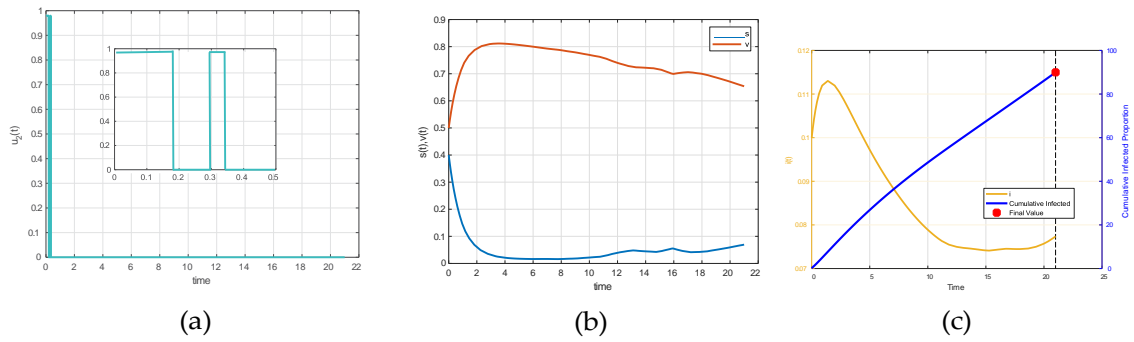 1
0.9
0.8
0.7
0.6
0.5
0.4
0.3
0.2
0.1
0
u2(t)
0 2 4 6 8 10 12 14 16 18 20 22
time
1
0.8
0.6
0.4
0.2
0
0 0.1 0.2 0.3 0.4 0.5
(a)
0.9
0.8
0.7
0.6
0.5
0.4
0.3
0.2
0.1
0
s(t),v(t)
0 2 4 6 8 10 12 14 16 18 20 22
time
s
v
(b)
0.12
0.11
0.1
0.09
0.08
0.07
i(t)
0 5 10 15 20 25
Time
100
80
60
40
20
0
Cumulative Infected Proportion
i
Cumulative Infected
Final Value
(c)